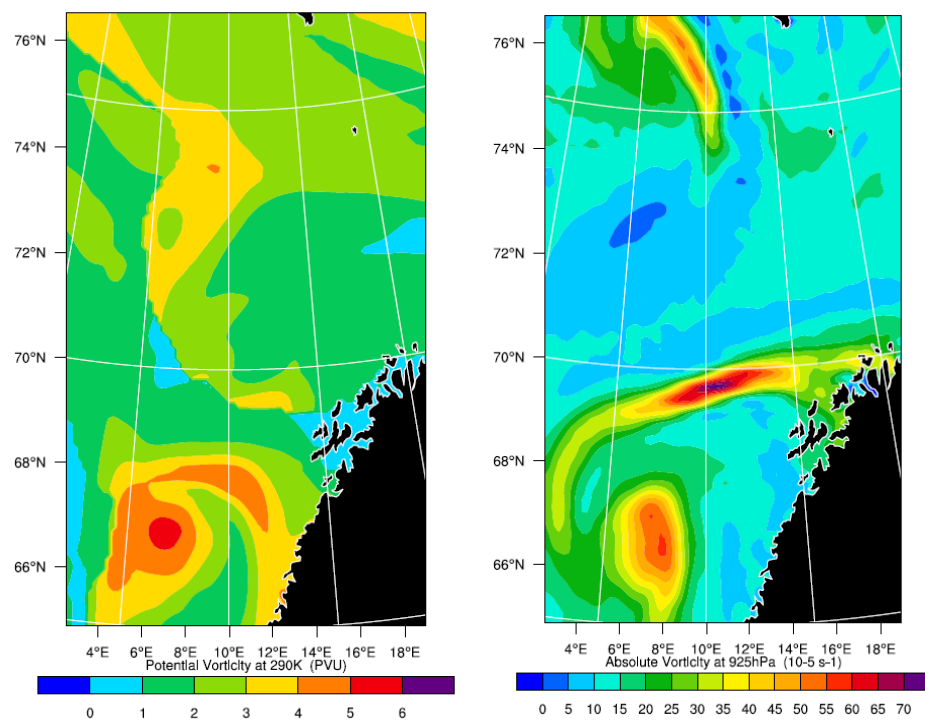 76°N
74°N
72°N
70°N
68°N
66°N
4°E 6°E 8°E 10°E 12°E 14°E 16°E 18°E
Potential Vorticity at 290K (PVU)
0 1 2 3 4 5 6
76°N
74°N
72°N
70°N
68°N
66°N
4°E 6°E 8°E 10°E 12°E 14°E 16°E 18°E
Absolute Vorticity at 925hPa (10-5 s-1)
0 5 10 15 20 25 30 35 40 45 50 55 60 65 70